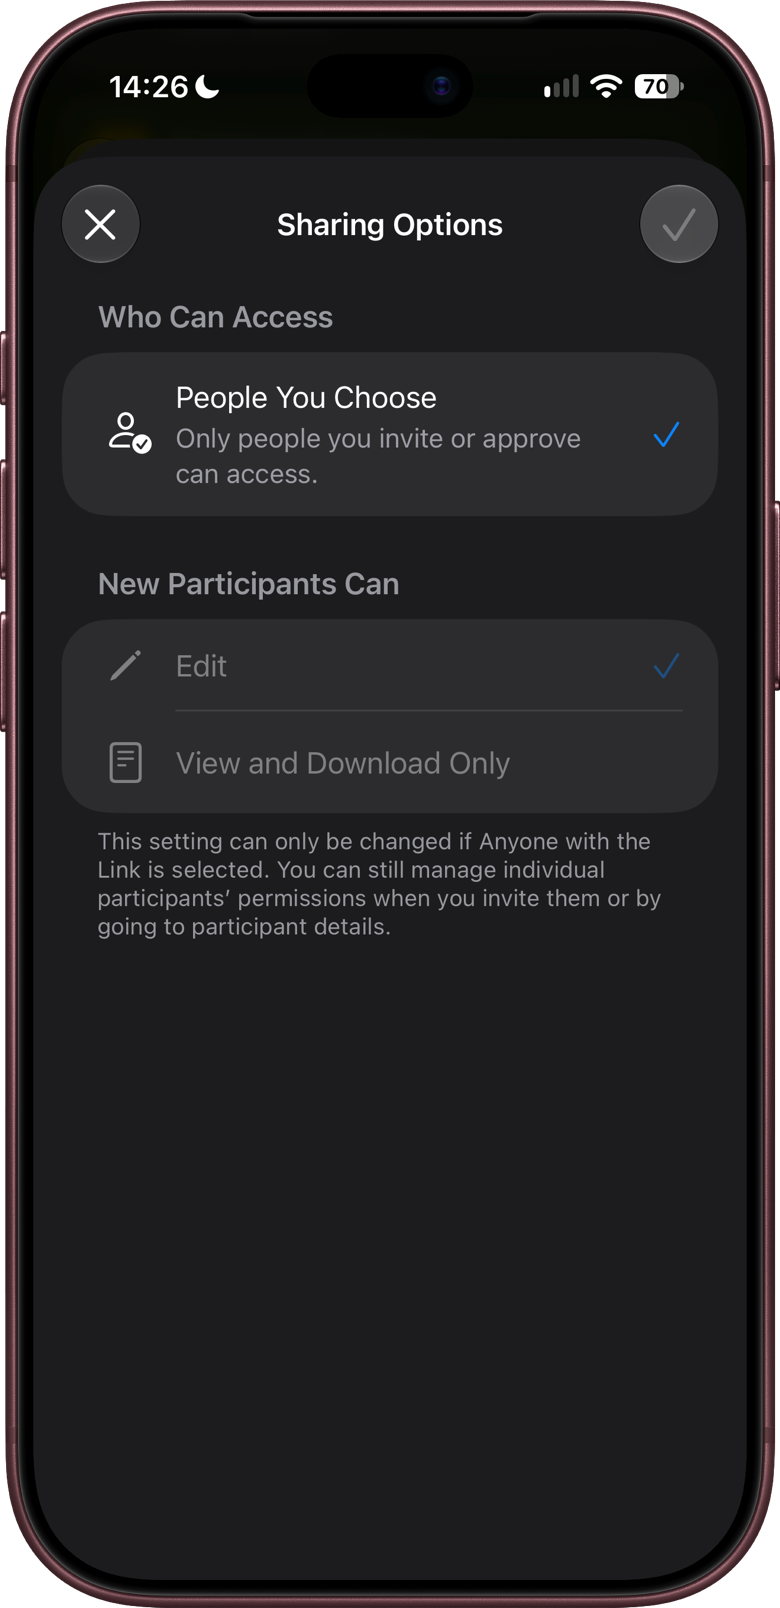 14:26
70
Sharing Options
Who Can Access
People You Choose
Only people you invite or approve
can access.
New Participants Can
Edit
View and Download Only
This setting can only be changed if Anyone with the
Link is selected. You can still manage individual
participants’ permissions when you invite them or by
going to participant details.